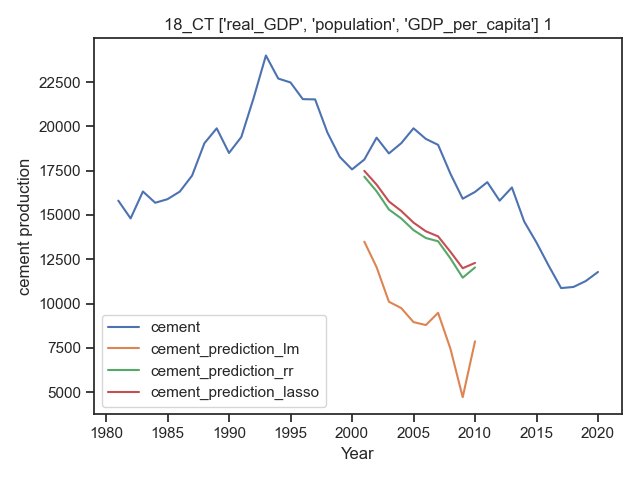 18_CT ['real_GDP', 'population', 'GDP_per_capita'] 1
cement production
22500
20000
17500
15000
12500
10000
7500
5000
cement
cement_prediction_lm
cement_prediction_rr
cement_prediction_lasso
1980 1985 1990 1995 2000 2005 2010 2015 2020
Year